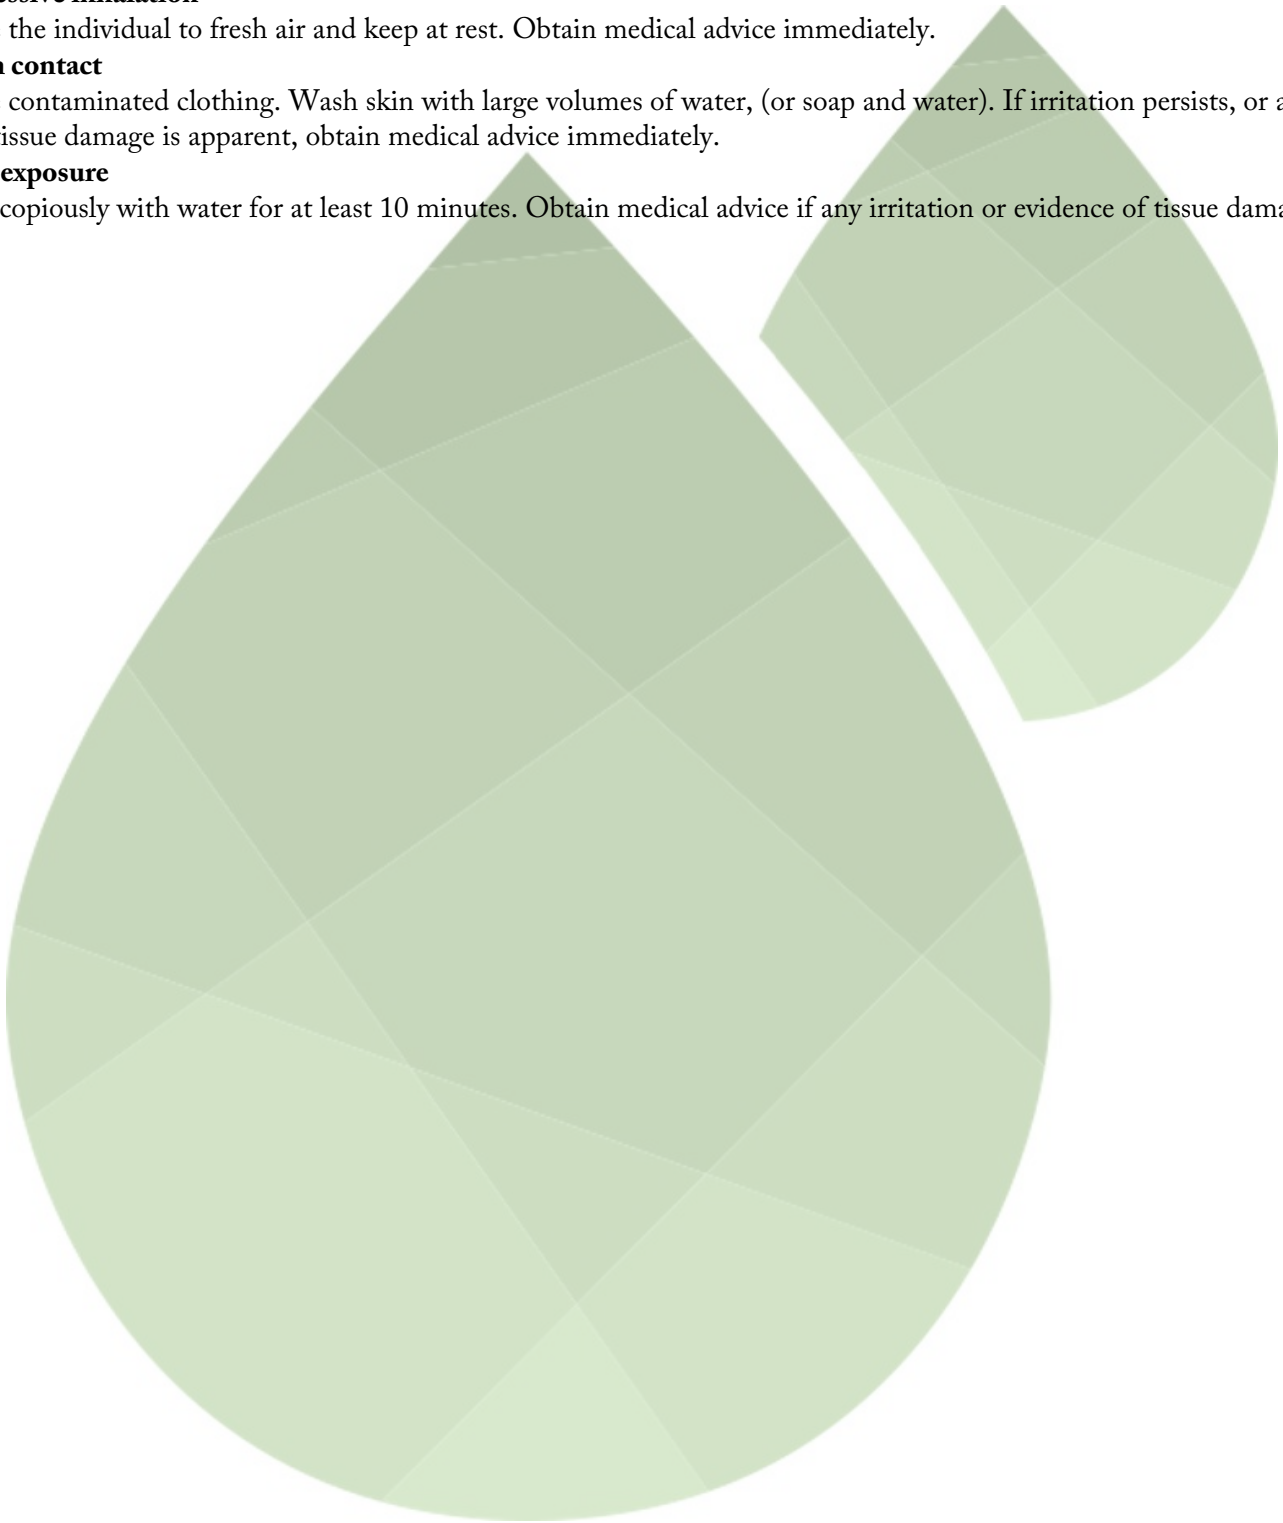 essive inhalation
the individual to fresh air and keep at rest. Obtain medical advice immediately.
contact
contaminated clothing. Wash skin with large volumes of water, (or soap and water). If irritation persists, or a
issue damage is apparent, obtain medical advice immediately.
exposure
copiously with water for at least 10 minutes. Obtain medical advice if any irritation or evidence of tissue dama